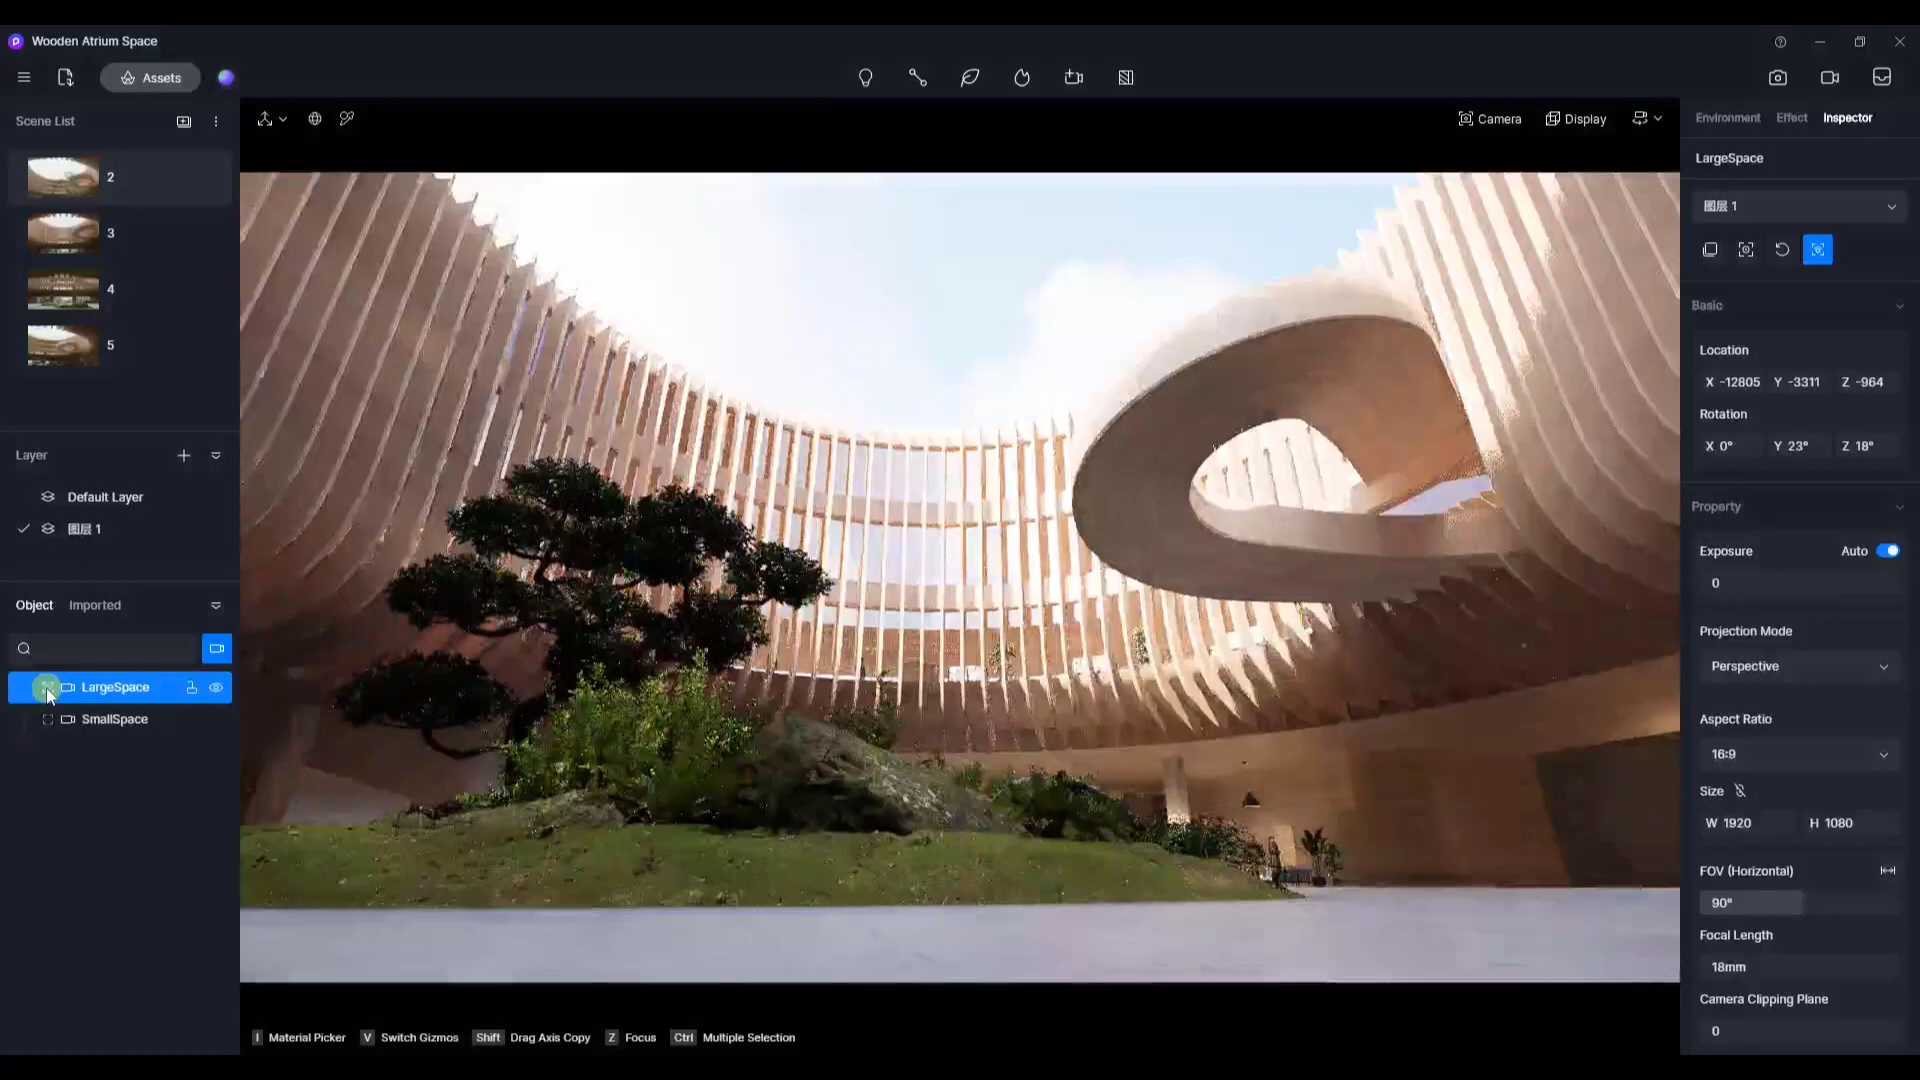 Wooden Atrium Space
Assets
Scene List
2
3
4
5
Layer
Default Layer
图层 1
Object Imported
LargeSpace
SmallSpace
Camera Display
Environment Effect Inspector
LargeSpace
图层 1
Basic
Location
X -12805 Y -3311 Z -964
Rotation
X 0° Y 23° Z 18°
Property
Exposure Auto
0
Projection Mode
Perspective
Aspect Ratio
16:9
Size
W 1920 H 1080
FOV (Horizontal)
90°
Focal Length
18mm
Camera Clipping Plane
0
I Material Picker V Switch Gizmos Shift Drag Axis Copy Z Focus Ctrl Multiple Selection